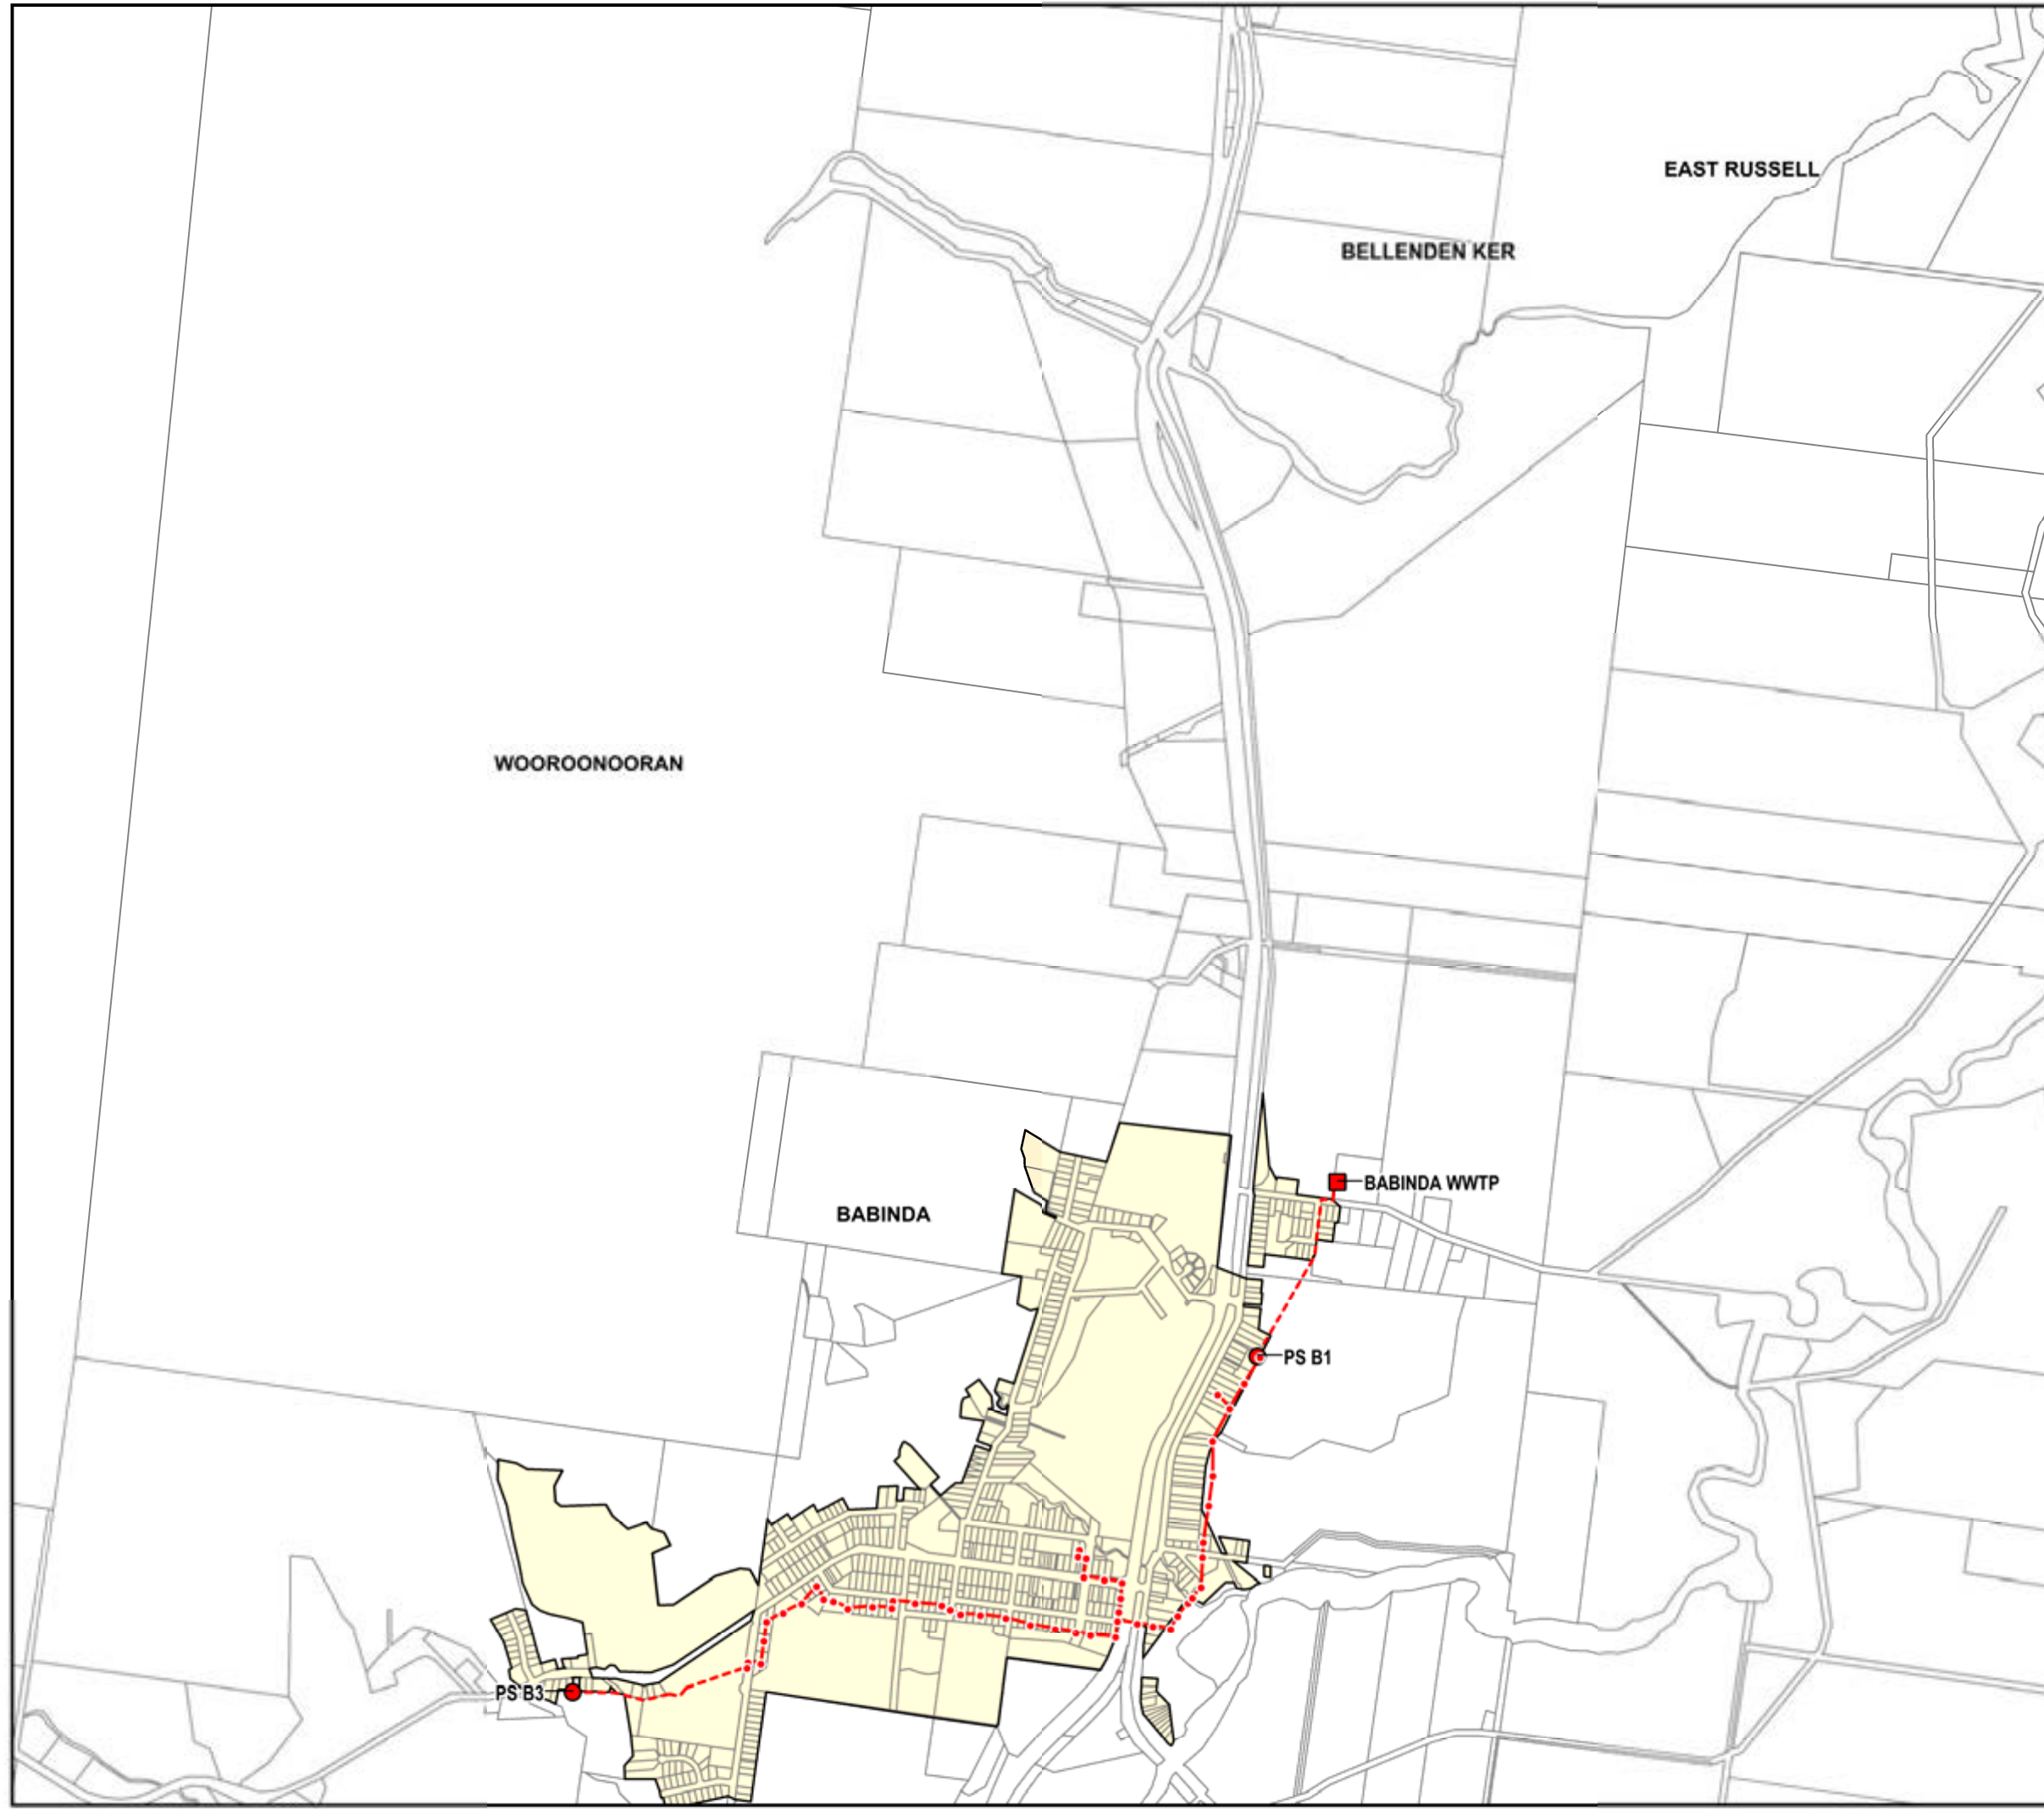 EAST RUSSELL
BELLENDEN KER
WOOROONOORAN
BABINDA WWTP
BABINDA
PS B1
PS B3